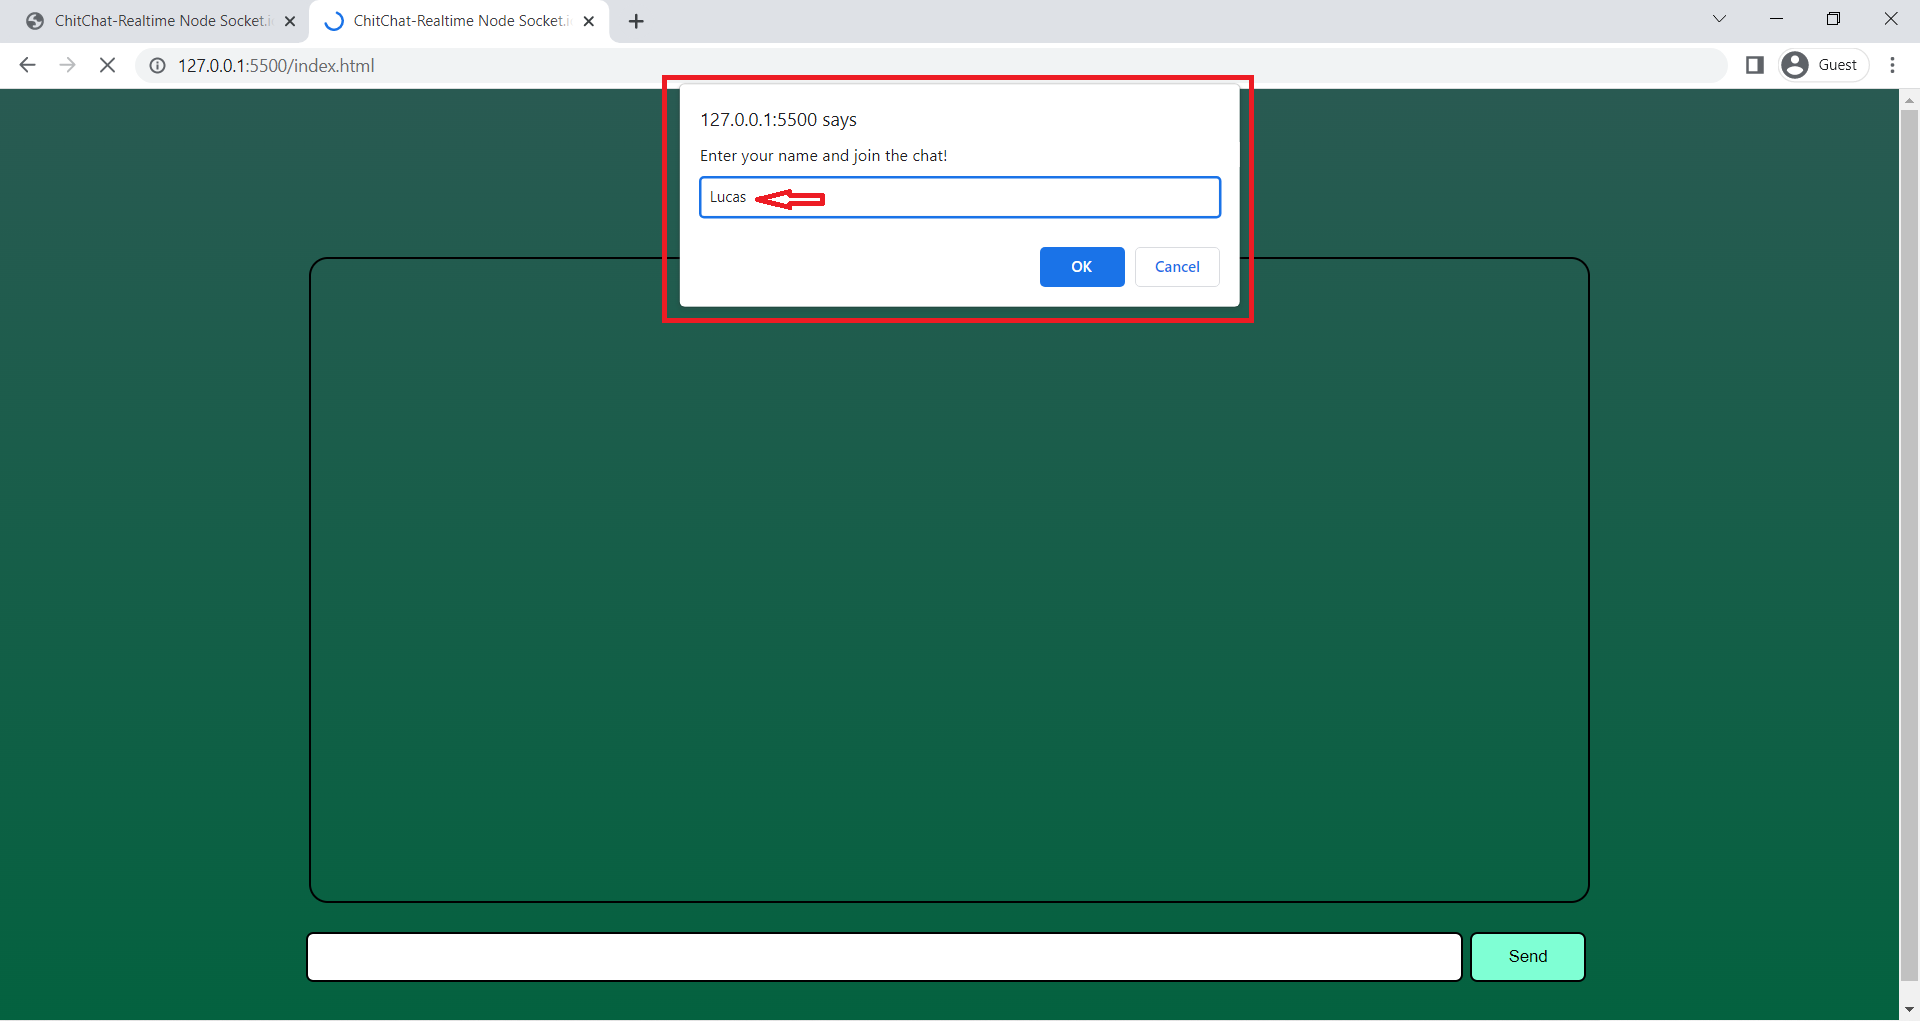 ChitChat-Realtime Node Socket.i
ChitChat-Realtime Node Socket.i
127.0.0.1:5500/index.html
Guest
127.0.0.1:5500 says
Enter your name and join the chat!
Lucas
OK
Cancel
Send